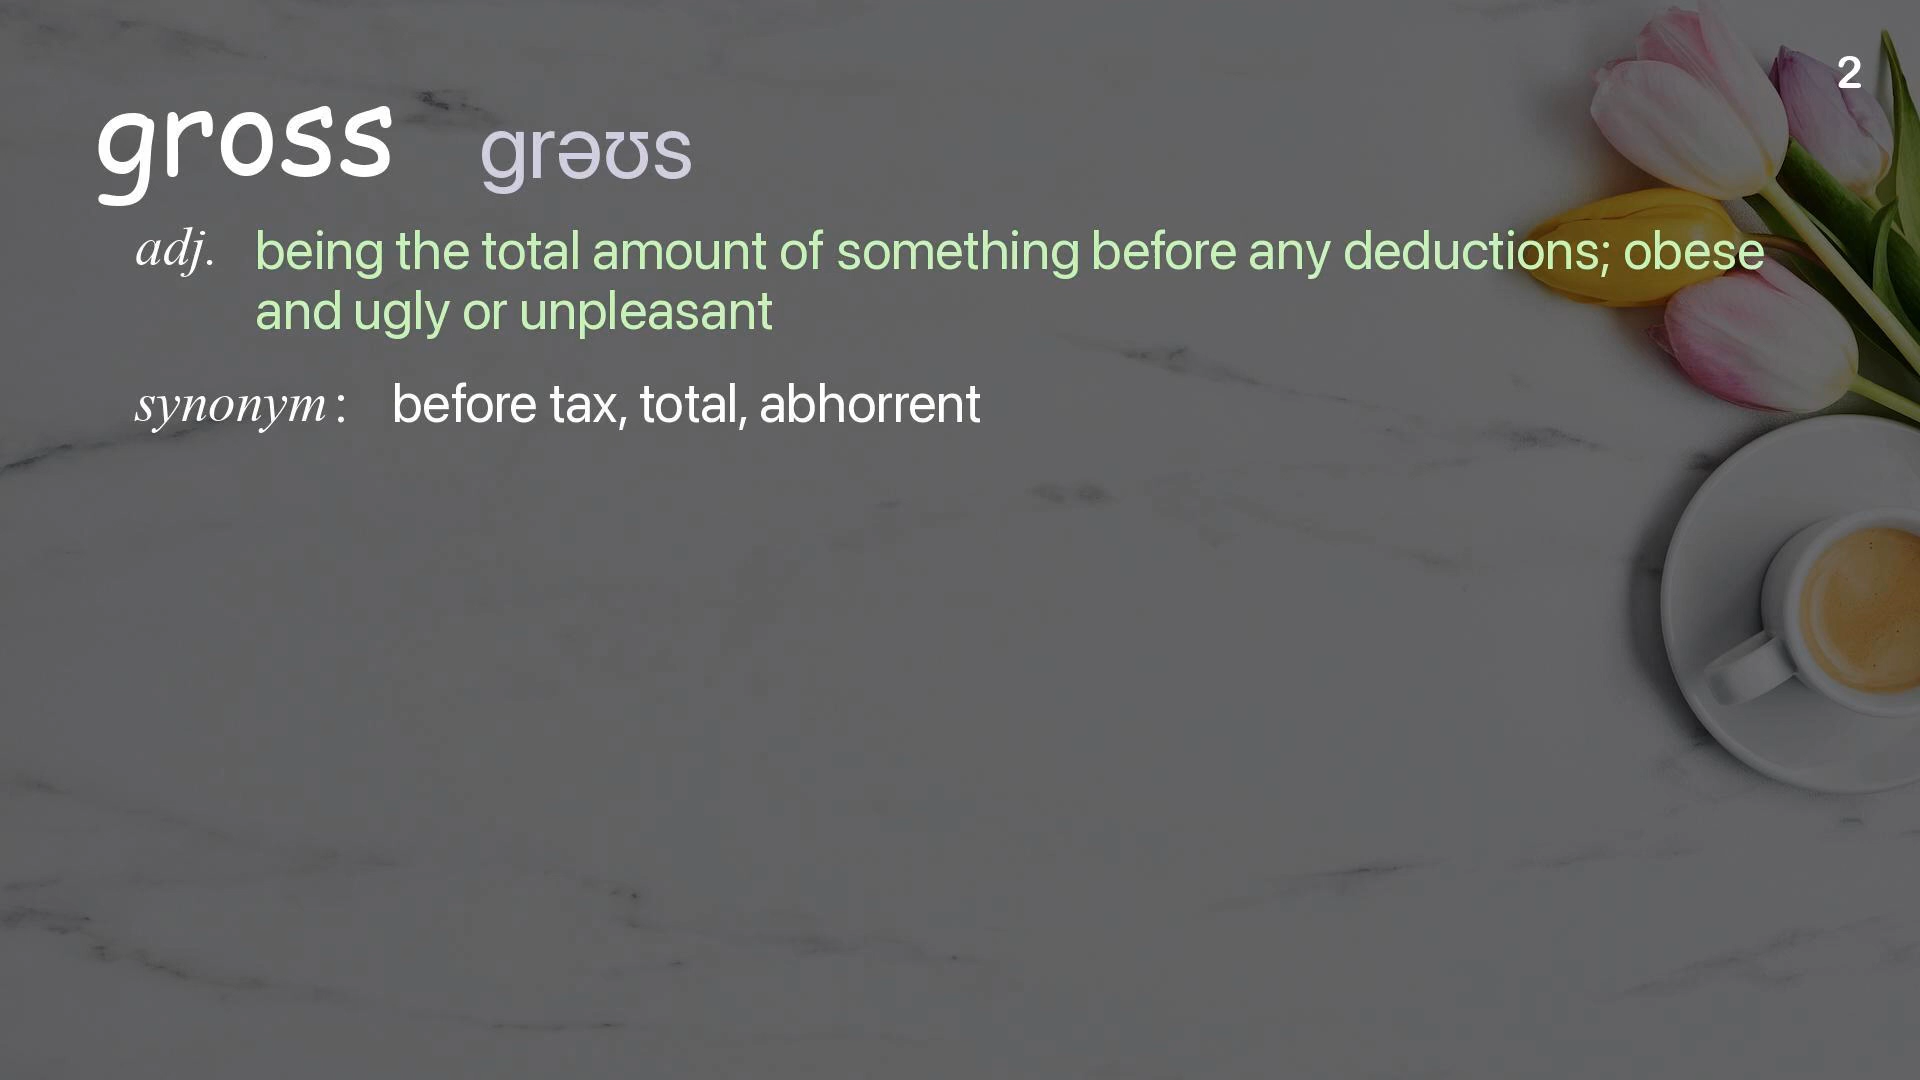 2
gross grəʊs
adj. being the total amount of something before any deductions; obese
and ugly or unpleasant
synonym: before tax, total, abhorrent